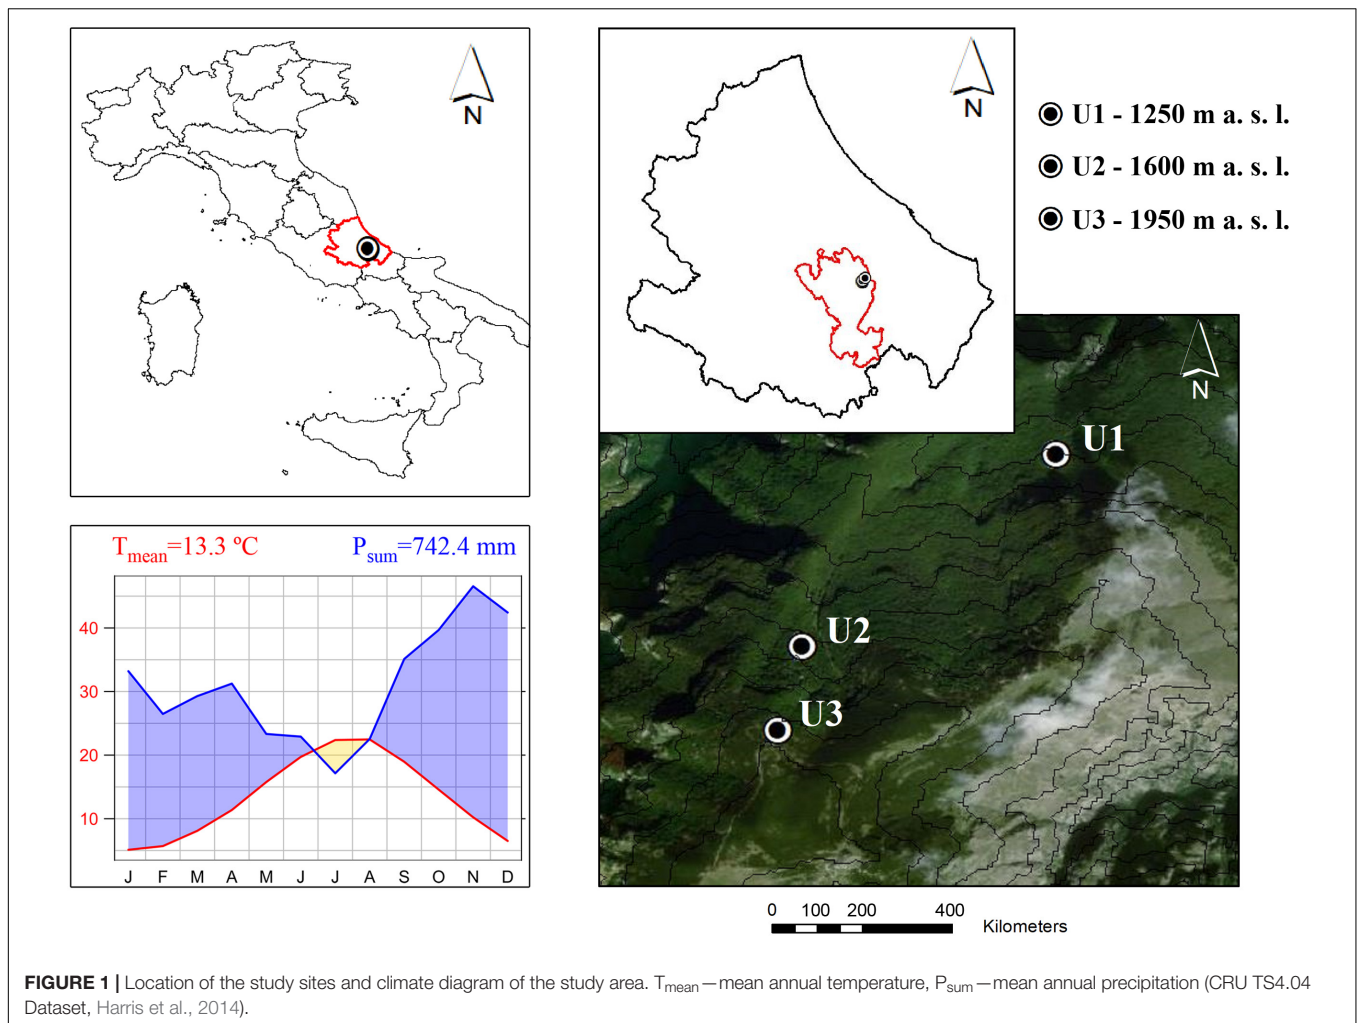 N
N
U1 - 1250 m a. s. l.
U2 - 1600 m a. s. l.
U3 - 1950 m a. s. l.
N
U1
U2
U3
Tmean=13.3 ºC Psum=742.4 mm
40
30
20
10
J F M A M J J A S O N D
0 100 200 400
Kilometers
FIGURE 1 | Location of the study sites and climate diagram of the study area. Tmean—mean annual temperature, Psum—mean annual precipitation (CRU TS4.04
Dataset, Harris et al., 2014).